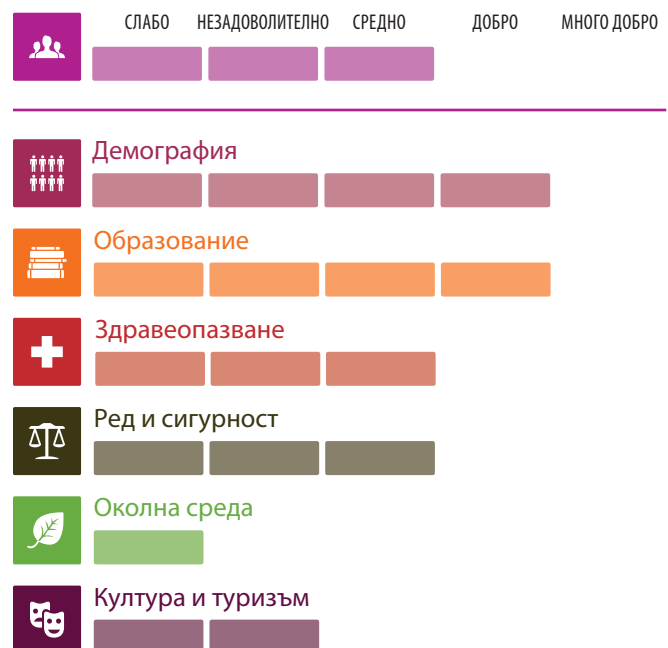 СЛАБО НЕЗАДОВОЛИТЕЛНО СРЕДНО ДОБРО МНОГО ДОБРО
Демография
Образование
Здравеопазване
Ред и сигурност
Околна среда
Култура и туризъм